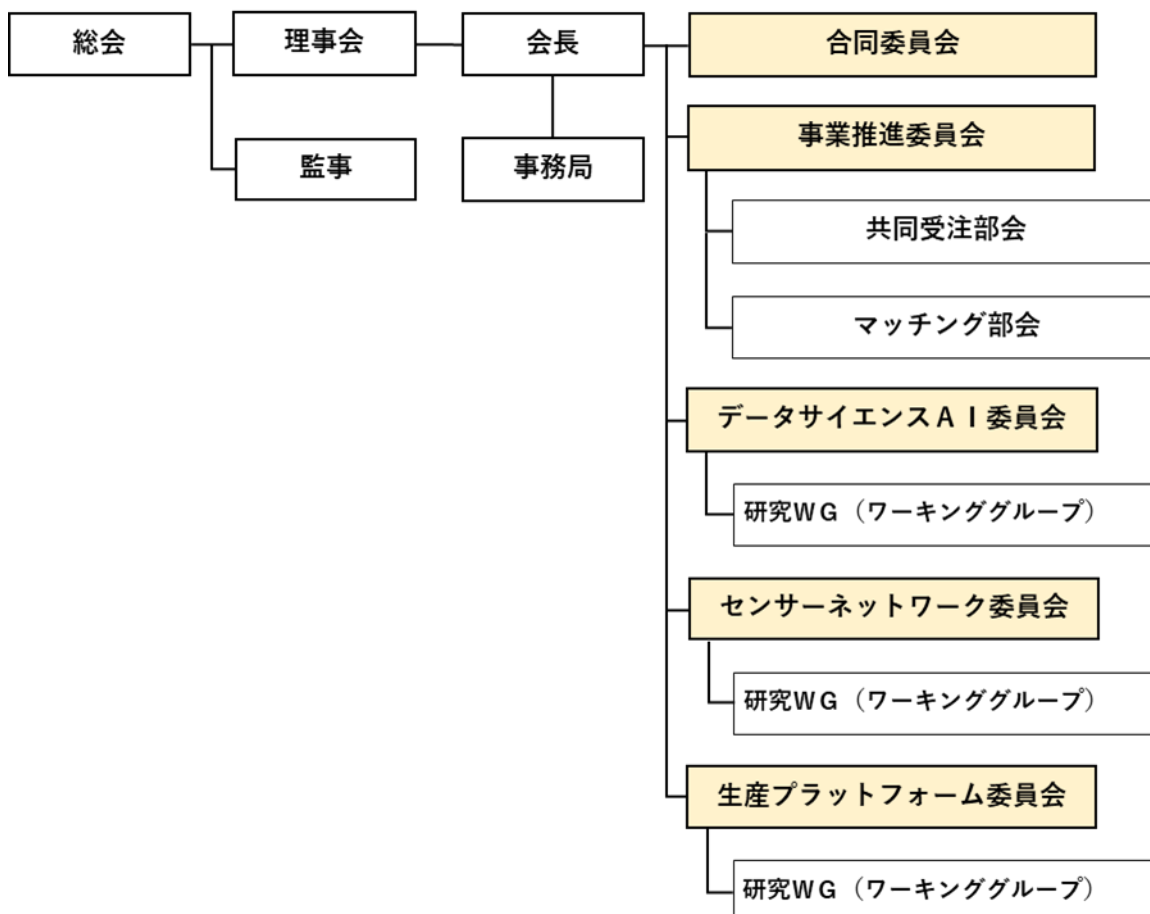 総会
理事会
会長
合同委員会
監事
事務局
事業推進委員会
共同受注部会
マッチング部会
データサイエンスＡＩ委員会
研究ＷＧ（ワーキンググループ）
センサーネットワーク委員会
研究ＷＧ（ワーキンググループ）
生産プラットフォーム委員会
研究ＷＧ（ワーキンググループ）